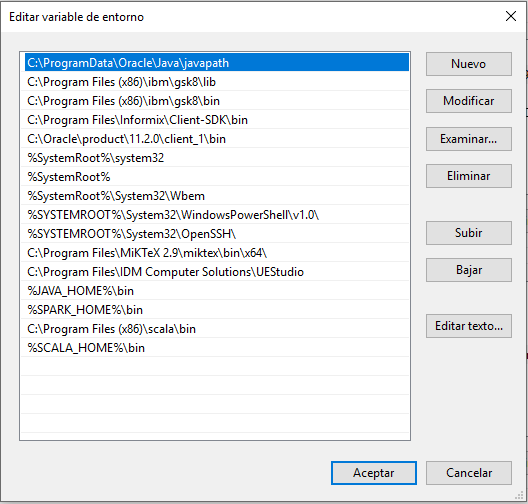 Editar variable de entorno
C:\ProgramData\Oracle\Java\javapath
C:\Program Files (x86)\ibm\gsk8\lib
C:\Program Files (x86)\ibm\gsk8\bin
C:\Program Files\Informix\Client-SDK\bin
C:\Oracle\product\11.2.0\client_1\bin
%SystemRoot%\system32
%SystemRoot%
%SystemRoot%\System32\Wbem
%SYSTEMROOT%\System32\WindowsPowerShell\v1.0\
%SYSTEMROOT%\System32\OpenSSH\
C:\Program Files\MiKTeX 2.9\miktex\bin\x64\
C:\Program Files\IDM Computer Solutions\UEStudio
%JAVA_HOME%\bin
%SPARK_HOME%\bin
C:\Program Files (x86)\scala\bin
%SCALA_HOME%\bin
Nuevo
Modificar
Examinar...
Eliminar
Subir
Bajar
Editar texto...
Aceptar
Cancelar